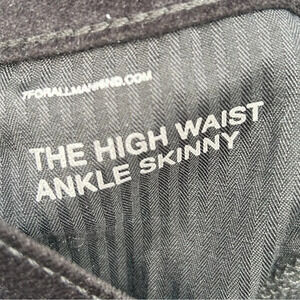 7FORALLMANKIND.COM
THE HIGH WAIST
ANKLE SKINNY